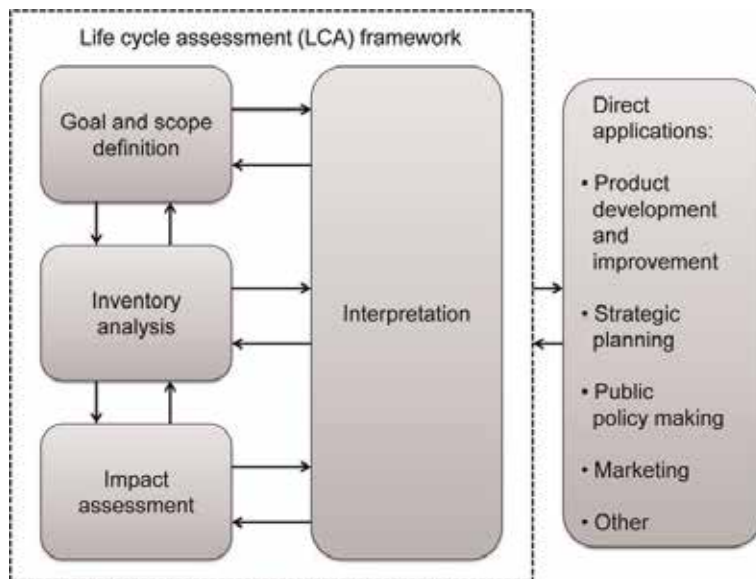 Life cycle assessment (LCA) framework
Goal and scope
definition
Inventory
analysis
Impact
assessment
Interpretation
Direct
applications:
• Product
development
and
improvement
• Strategic
planning
• Public
policy making
• Marketing
• Other